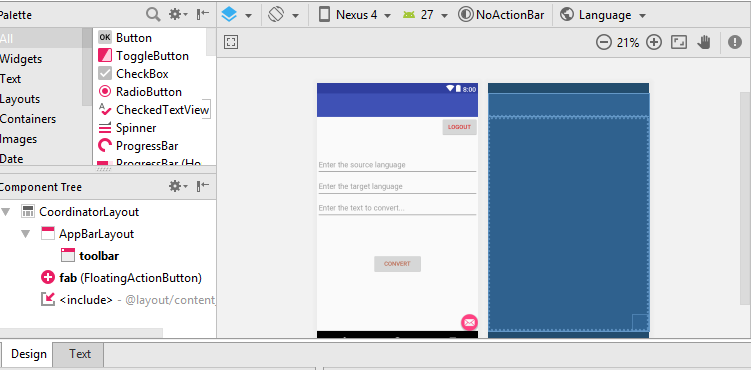 Palette
Nexus 4
27
NoActionBar
Language
All
Widgets
Text
Layouts
Containers
Images
Date
OK Button
ToggleButton
CheckBox
RadioButton
CheckedTextView
Spinner
ProgressBar
ProgressBar (Ho
21%
Component Tree
CoordinatorLayout
AppBarLayout
toolbar
fab (FloatingActionButton)
<include> - @layout/content_
8:00
LOGOUT
Enter the source language
Enter the target language
Enter the text to convert...
CONVERT
Design
Text